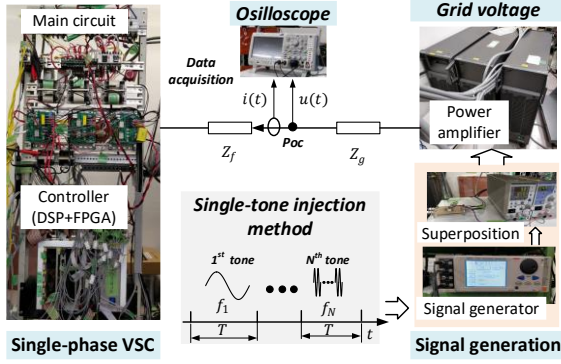 Main circuit
Osilloscope
Grid voltage
Data
acquisition
i(t)
u(t)
Power
amplifier
Z_f
Poc
Z_g
Controller
(DSP+FPGA)
Single-tone injection
method
1st tone
Nth tone
f_1
f_N
T
T
t
Superposition
Signal generator
Single-phase VSC
Signal generation